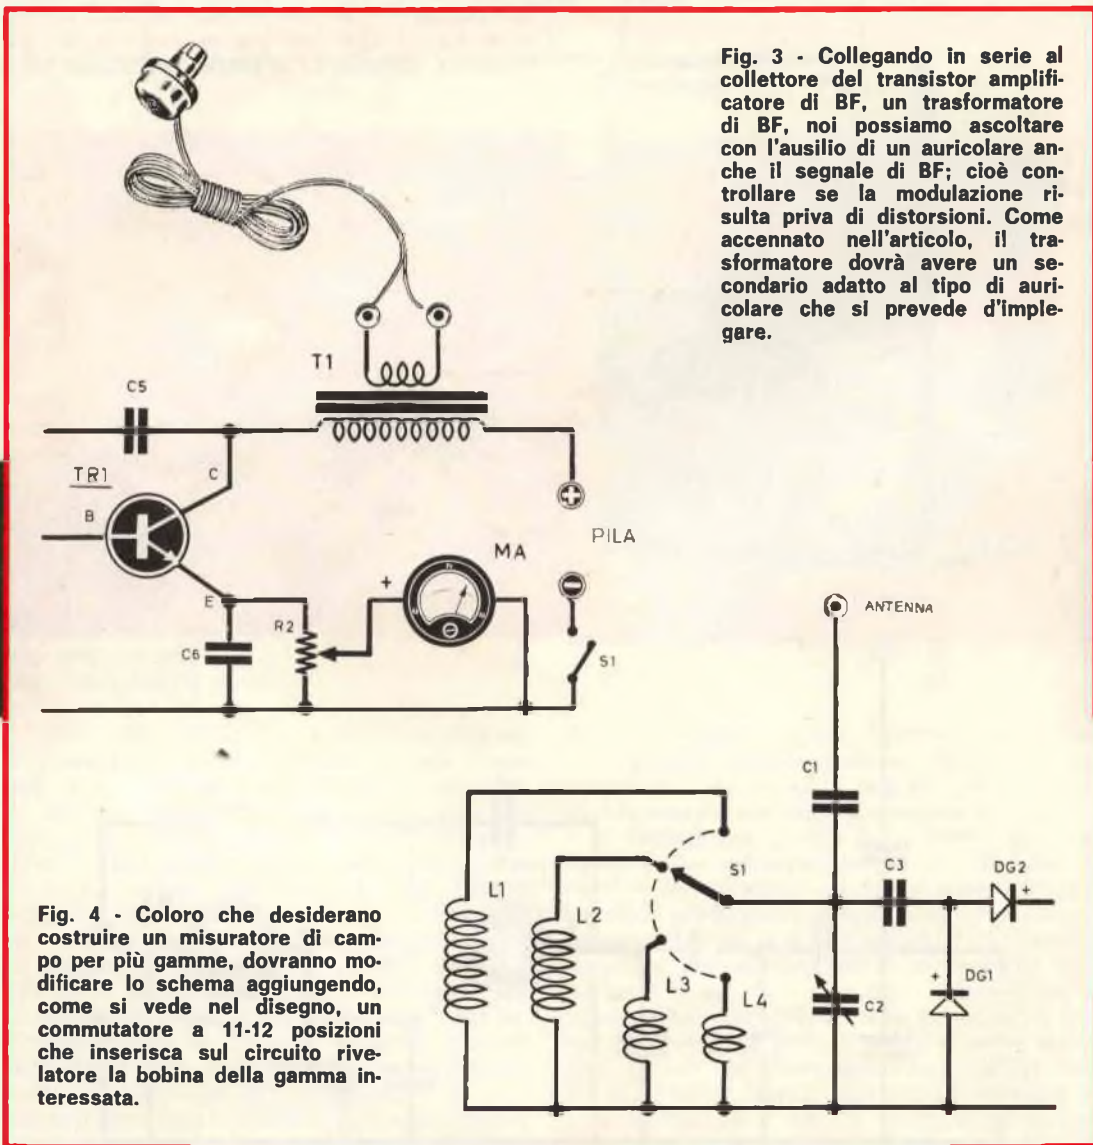 Fig. 3 - Collegando in serie al
collettore del transistor amplifi-
catore di BF, un trasformatore
di BF, noi possiamo ascoltare
con l'ausilio di un auricolare an-
che il segnale di BF; cioè con-
trollare se la modulazione ri-
sulta priva di distorsioni. Come
accennato nell'articolo, il tra-
sformatore dovrà avere un se-
condario adatto al tipo di auri-
colare che si prevede d'imple-
gare.
T1
C5
TR1
C
B
E
C6
R2
+
MA
+
PILA
−
S1
ANTENNA
C1
S1
C3
DG2
+
L1
L2
L3
L4
C2
+
DG1
Fig. 4 - Coloro che desiderano
costruire un misuratore di cam-
po per più gamme, dovranno mo-
dificare lo schema aggiungendo,
come si vede nel disegno, un
commutatore a 11-12 posizioni
che inserisca sul circuito rive-
latore la bobina della gamma in-
teressata.